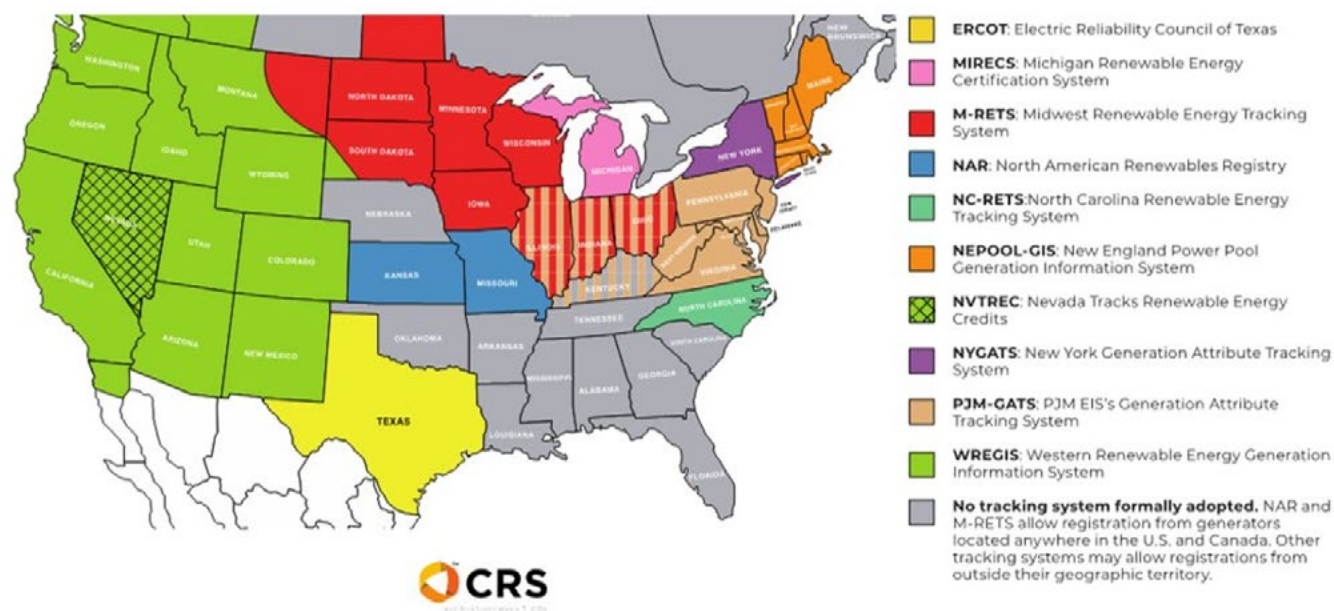 NEW
BRUNSWICK
WASHINGTON
MONTANA
NORTH DAKOTA
MINNESOTA
MAINE
OREGON
IDAHO
SOUTH DAKOTA
WISCONSIN
MICHIGAN
NEW YORK
WYOMING
NEBRASKA
IOWA
PENNSYLVANIA
NEW
JERSEY
DELAWARE
NEVADA
UTAH
COLORADO
ILLINOIS
INDIANA
OHIO
WEST VIRGINIA
VIRGINIA
CALIFORNIA
KANSAS
MISSOURI
KENTUCKY
NORTH CAROLINA
TENNESSEE
ARIZONA
NEW MEXICO
OKLAHOMA
ARKANSAS
SOUTH CAROLINA
MISSISSIPPI
ALABAMA
GEORGIA
TEXAS
LOUISIANA
FLORIDA
CRS
ERCOT: Electric Reliability Council of Texas
MIRECS: Michigan Renewable Energy
Certification System
M-RETS: Midwest Renewable Energy Tracking
System
NAR: North American Renewables Registry
NC-RETS:North Carolina Renewable Energy
Tracking System
NEPOOL-GIS: New England Power Pool
Generation Information System
NVTREC: Nevada Tracks Renewable Energy
Credits
NYGATS: New York Generation Attribute Tracking
System
PJM-GATS: PJM EIS's Generation Attribute
Tracking System
WREGIS: Western Renewable Energy Generation
Information System
No tracking system formally adopted. NAR and
M-RETS allow registration from generators
located anywhere in the U.S. and Canada. Other
tracking systems may allow registrations from
outside their geographic territory.